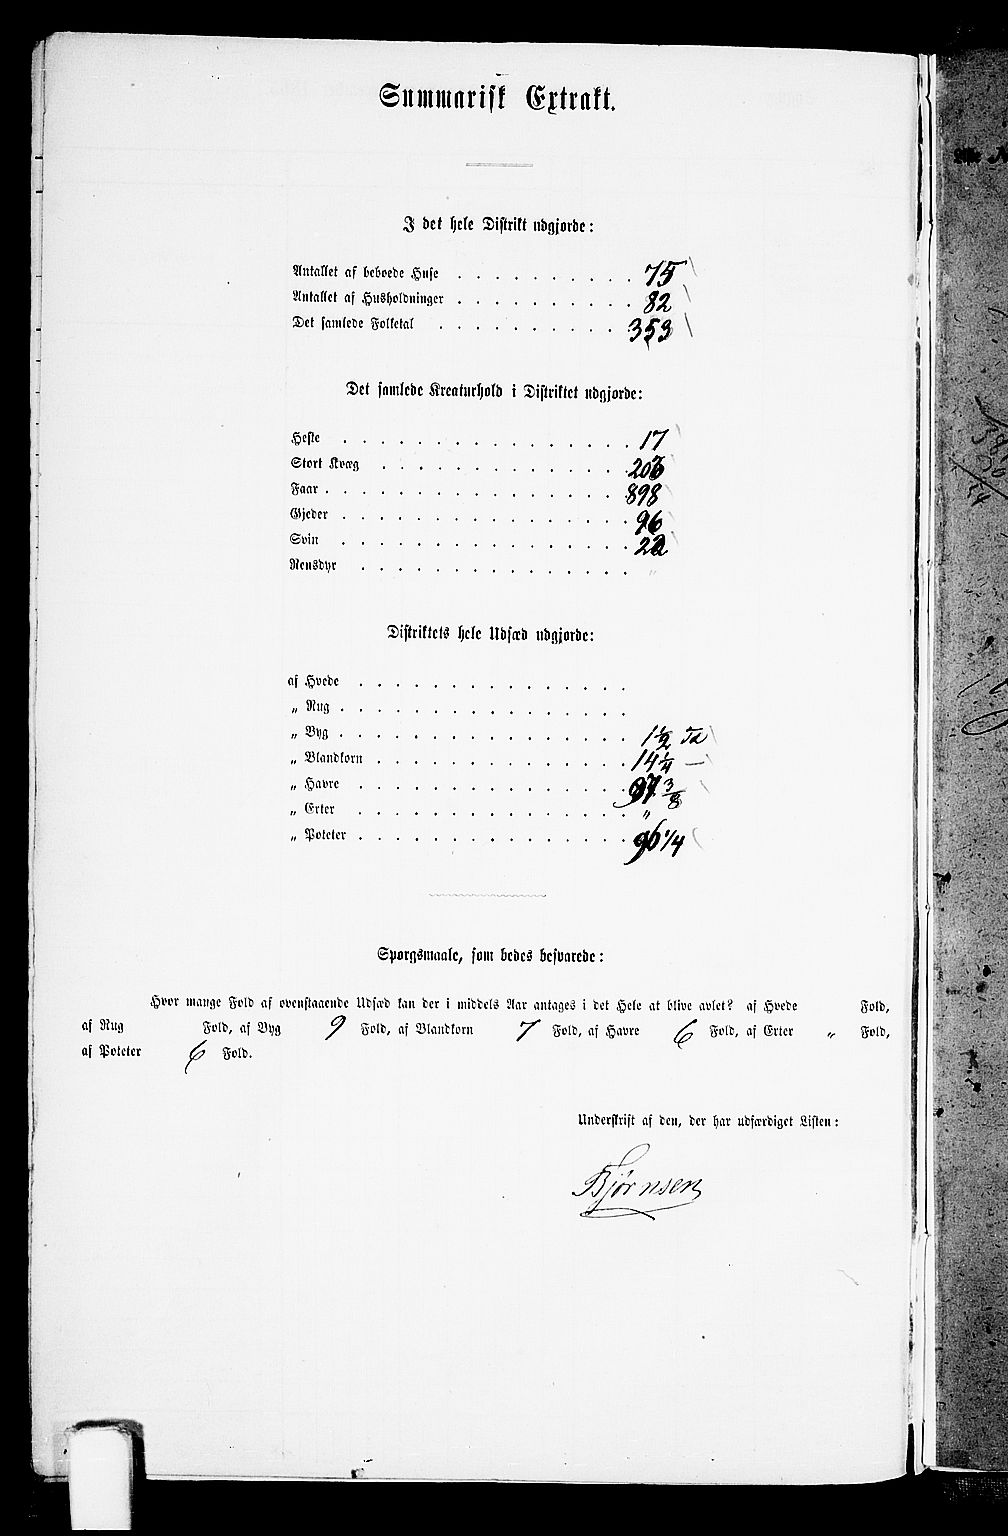 Summarisk Extrakt.
I det hele Distrikt udgjorde:
Antallet af beboede Huse . . . . . . . . . . 75
Antallet af Husholdninger . . . . . . . . . . 82
Det samlede Folketal . . . . . . . . . . . 353
Det samlede Kreaturhold i Distriktet udgjorde:
Heste . . . . . . . . . . . . . . . . 17
Stort Kvæg . . . . . . . . . . . . . .
Faar . . . . . . . . . . . . . . . . . 898
Gjeder . . . . . . . . . . . . . . . . 96
Svin . . . . . . . . . . . . . . . .
Rensdyr . . . . . . . . . . . . . . . „
Distriktets hele Udsæd udgjorde:
af Hvede . . . . . . . . . . . . . . .
„ Rug . . . . . . . . . . . . . . . .
„ Byg . . . . . . . . . . . . . . . . 1 1/2 Td
„ Blandkorn . . . . . . . . . . . . . . 14 1/4 —
„ Havre . . . . . . . . . . . . . . . 3/8
„ Erter . . . . . . . . . . . . . . . „
„ Poteter . . . . . . . . . . . . . . . 96 1/4
Spørgsmaale, som bedes besvarede:
Hvor mange Fold af ovenstaaende Udsæd kan der i middels Aar antages i det Hele at blive avlet? af Hvede Fold,
af Rug Fold, af Byg 9 Fold, af Blandkorn 7 Fold, af Havre 6 Fold, af Erter „ Fold,
af Poteter 6 Fold.
Underskrift af den, der har udfærdiget Listen:
Bjørnsen